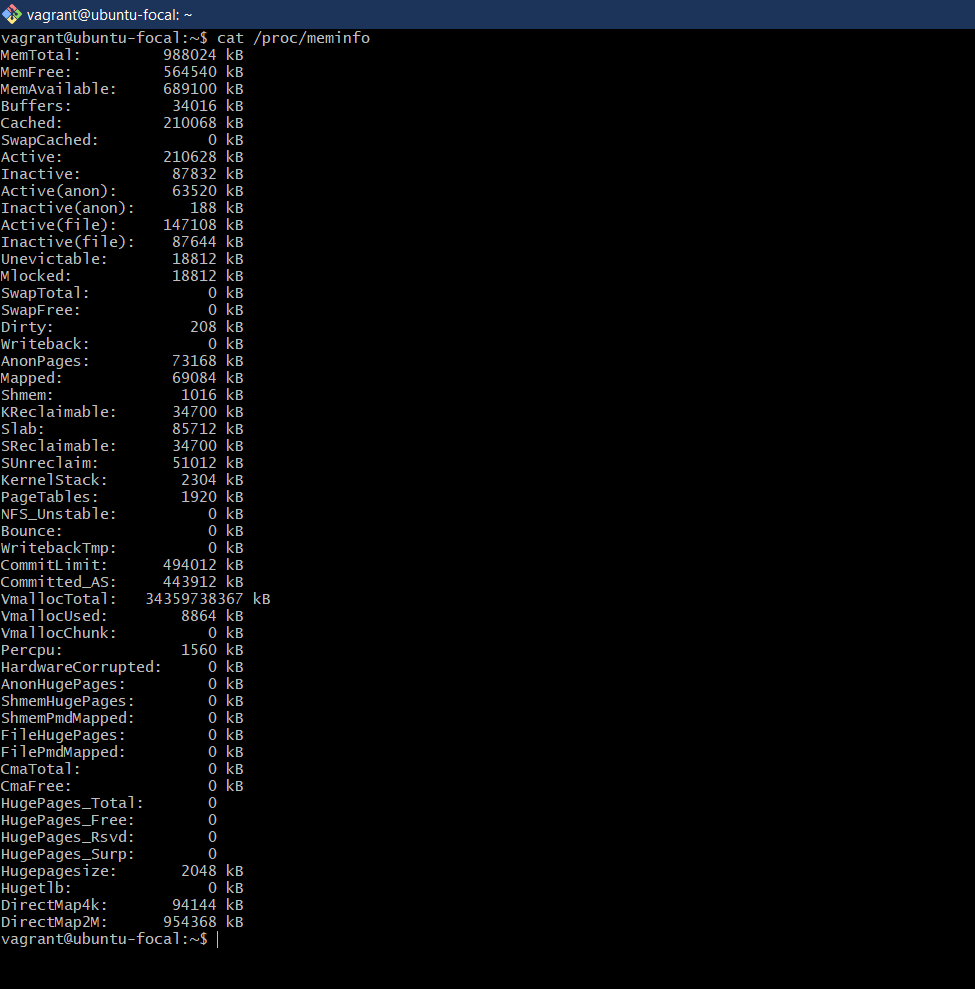 vagrant@ubuntu-focal: ~
vagrant@ubuntu-focal:~$ cat /proc/meminfo
MemTotal:         988024 kB
MemFree:          564540 kB
MemAvailable:     689100 kB
Buffers:           34016 kB
Cached:           210068 kB
SwapCached:            0 kB
Active:           210628 kB
Inactive:          87832 kB
Active(anon):      63520 kB
Inactive(anon):      188 kB
Active(file):     147108 kB
Inactive(file):    87644 kB
Unevictable:       18812 kB
Mlocked:           18812 kB
SwapTotal:             0 kB
SwapFree:              0 kB
Dirty:               208 kB
Writeback:             0 kB
AnonPages:         73168 kB
Mapped:            69084 kB
Shmem:              1016 kB
KReclaimable:      34700 kB
Slab:              85712 kB
SReclaimable:      34700 kB
SUnreclaim:        51012 kB
KernelStack:        2304 kB
PageTables:         1920 kB
NFS_Unstable:          0 kB
Bounce:                0 kB
WritebackTmp:          0 kB
CommitLimit:      494012 kB
Committed_AS:     443912 kB
VmallocTotal:   34359738367 kB
VmallocUsed:        8864 kB
VmallocChunk:          0 kB
Percpu:             1560 kB
HardwareCorrupted:     0 kB
AnonHugePages:         0 kB
ShmemHugePages:        0 kB
ShmemPmdMapped:        0 kB
FileHugePages:         0 kB
FilePmdMapped:         0 kB
CmaTotal:              0 kB
CmaFree:               0 kB
HugePages_Total:       0
HugePages_Free:        0
HugePages_Rsvd:        0
HugePages_Surp:        0
Hugepagesize:       2048 kB
Hugetlb:               0 kB
DirectMap4k:       94144 kB
DirectMap2M:      954368 kB
vagrant@ubuntu-focal:~$